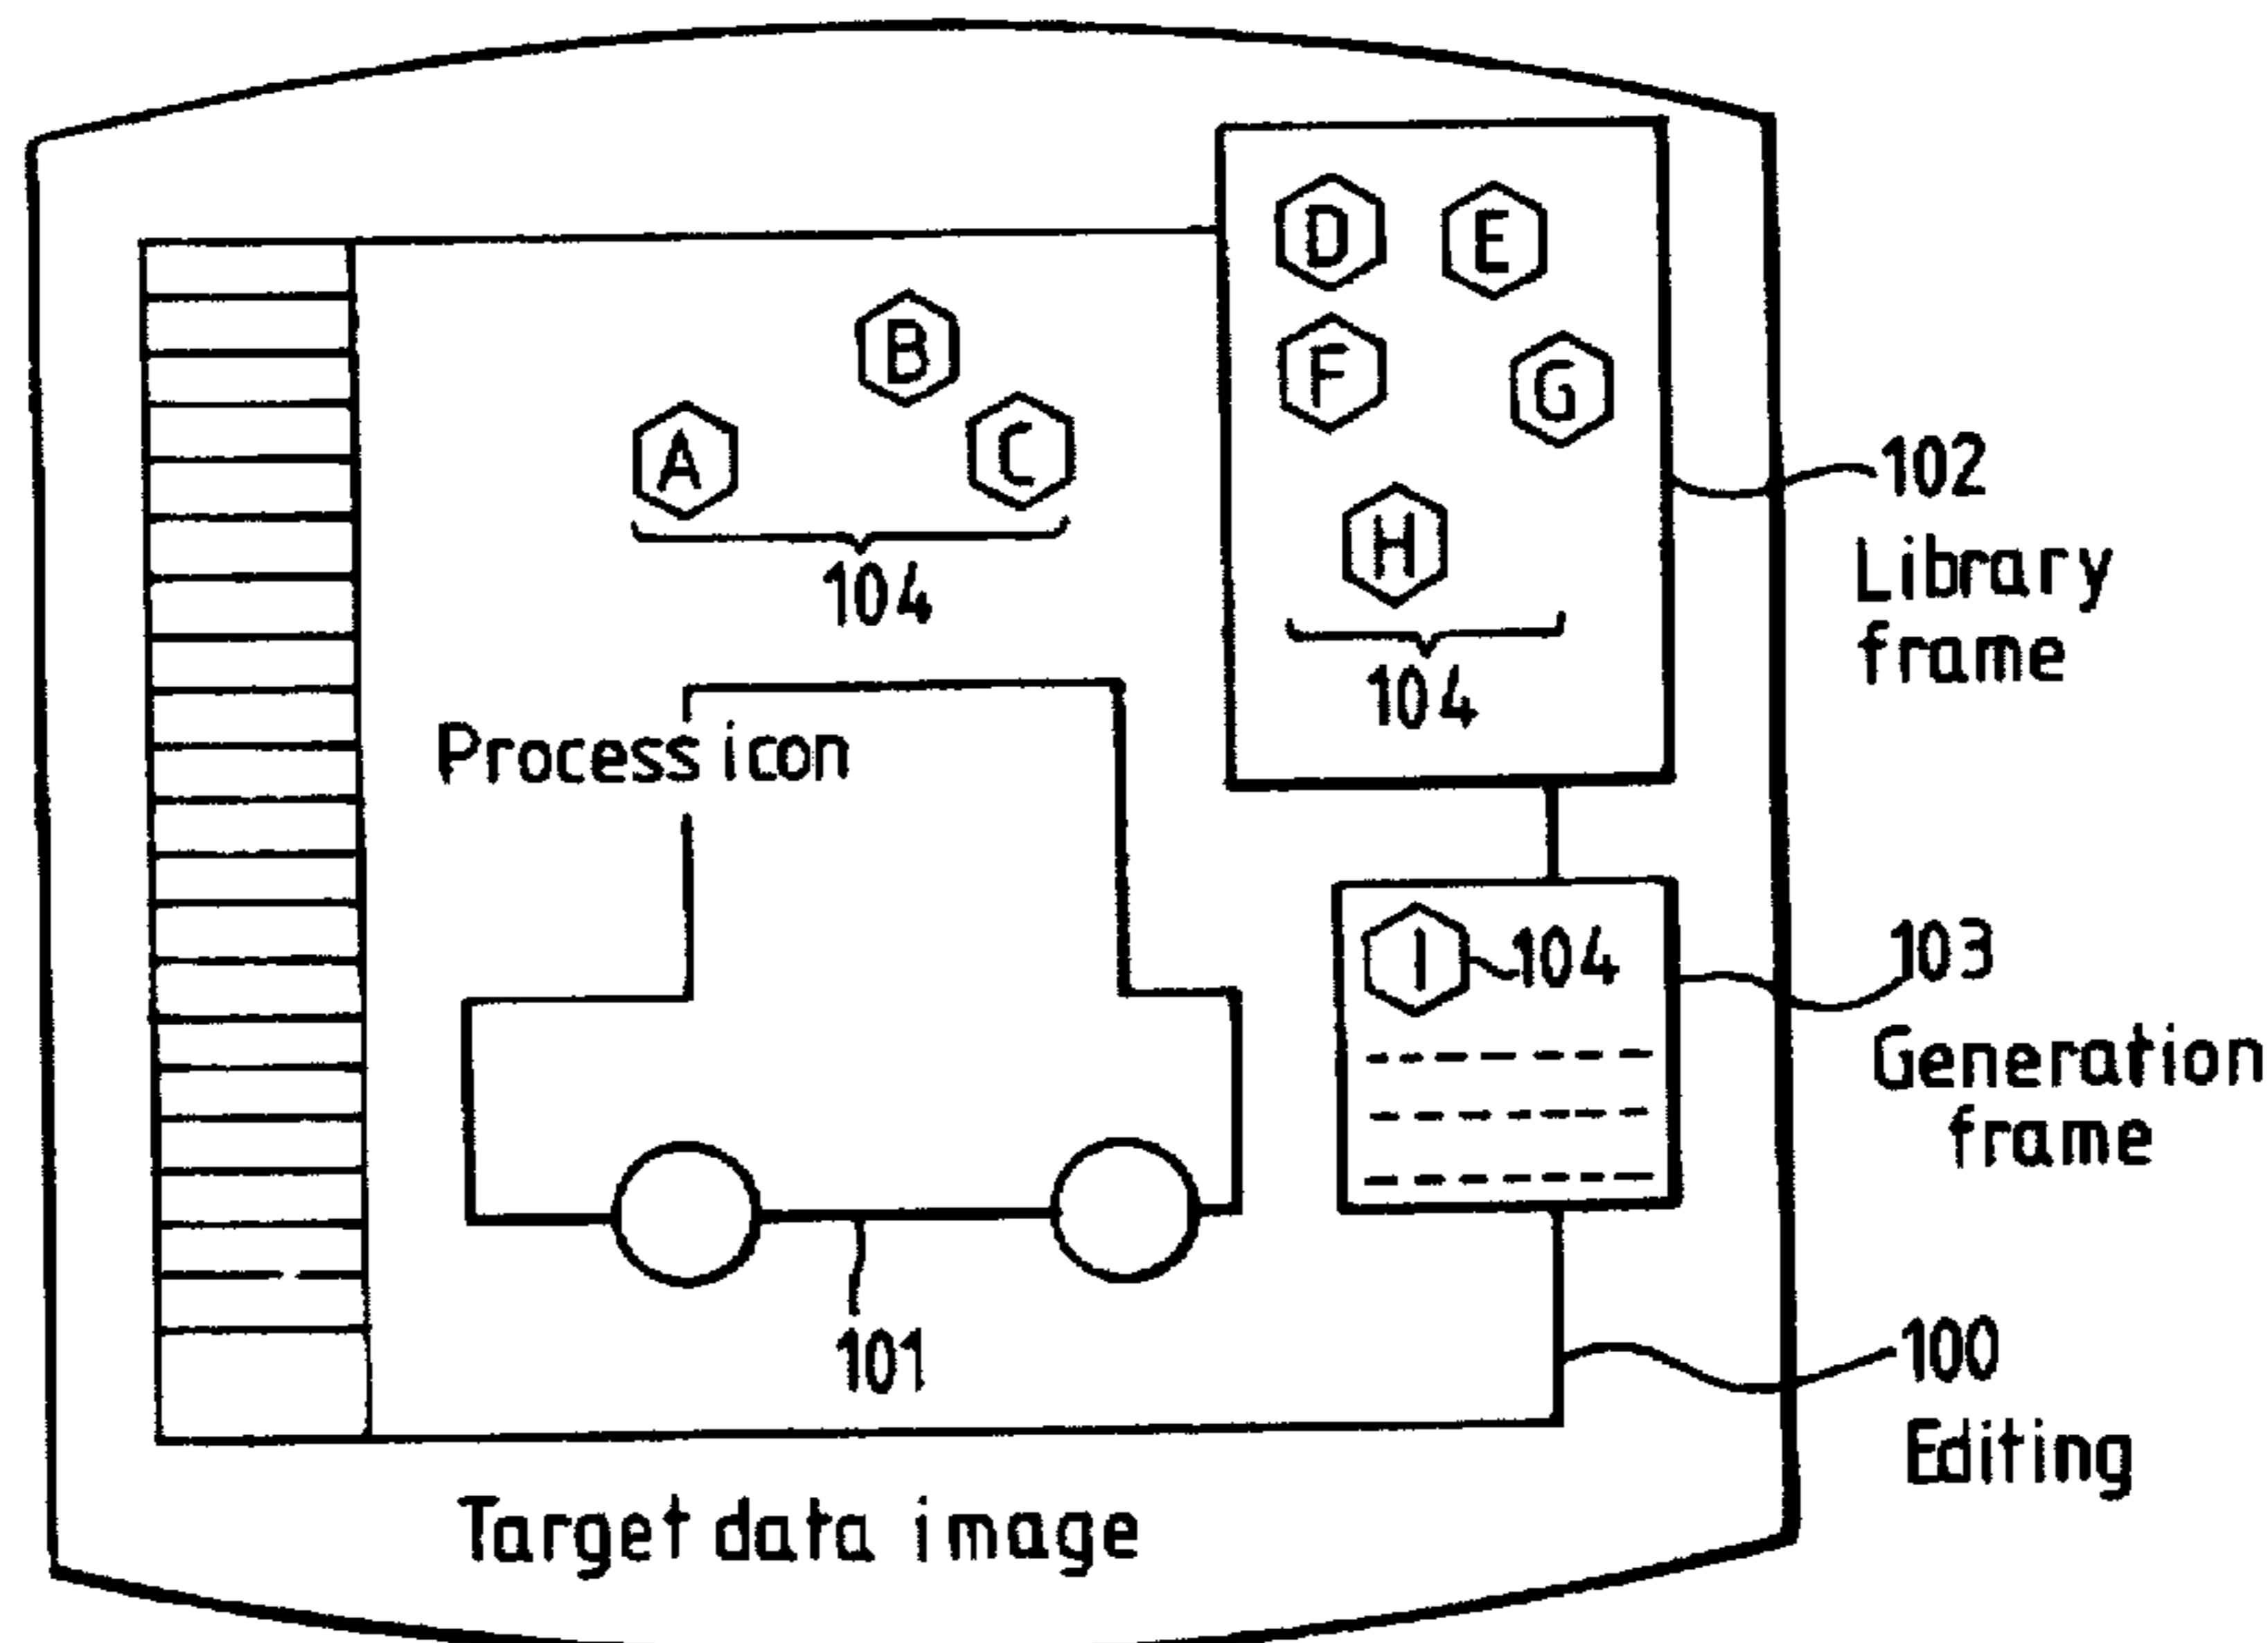 D
E
B
F
G
A
C
102
Library
frame
H
104
104
Process icon
I
104
103
Generation
frame
101
100
Editing
Target data image